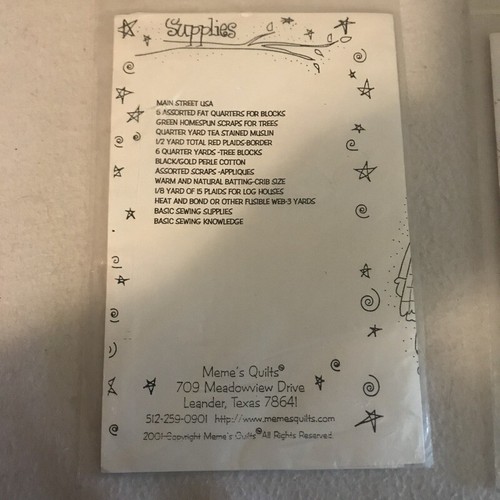 Supplies
MAIN STREET USA
5 ASSORTED FAT QUARTERS FOR BLOCKS
GREEN HOMESPUN SCRAPS FOR TREES
QUARTER YARD TEA STAINED MUSLIN
1/2 YARD TOTAL RED PLAIDS-BORDER
6 QUARTER YARDS -TREE BLOCKS
BLACK/GOLD PERLE COTTON
ASSORTED SCRAPS -APPLIQUES
WARM AND NATURAL BATTING-CRIB SIZE
1/8 YARD OF 15 PLAIDS FOR LOG HOUSES
HEAT AND BOND OR OTHER FUSIBLE WEB-3 YARDS
BASIC SEWING SUPPLIES
BASIC SEWING KNOWLEDGE
Meme's Quilts®
709 Meadowview Drive
Leander, Texas 78641
512-259-0901 http://www.memesquilts.com
2001 Copyright Meme's Quilts® All Rights Reserved